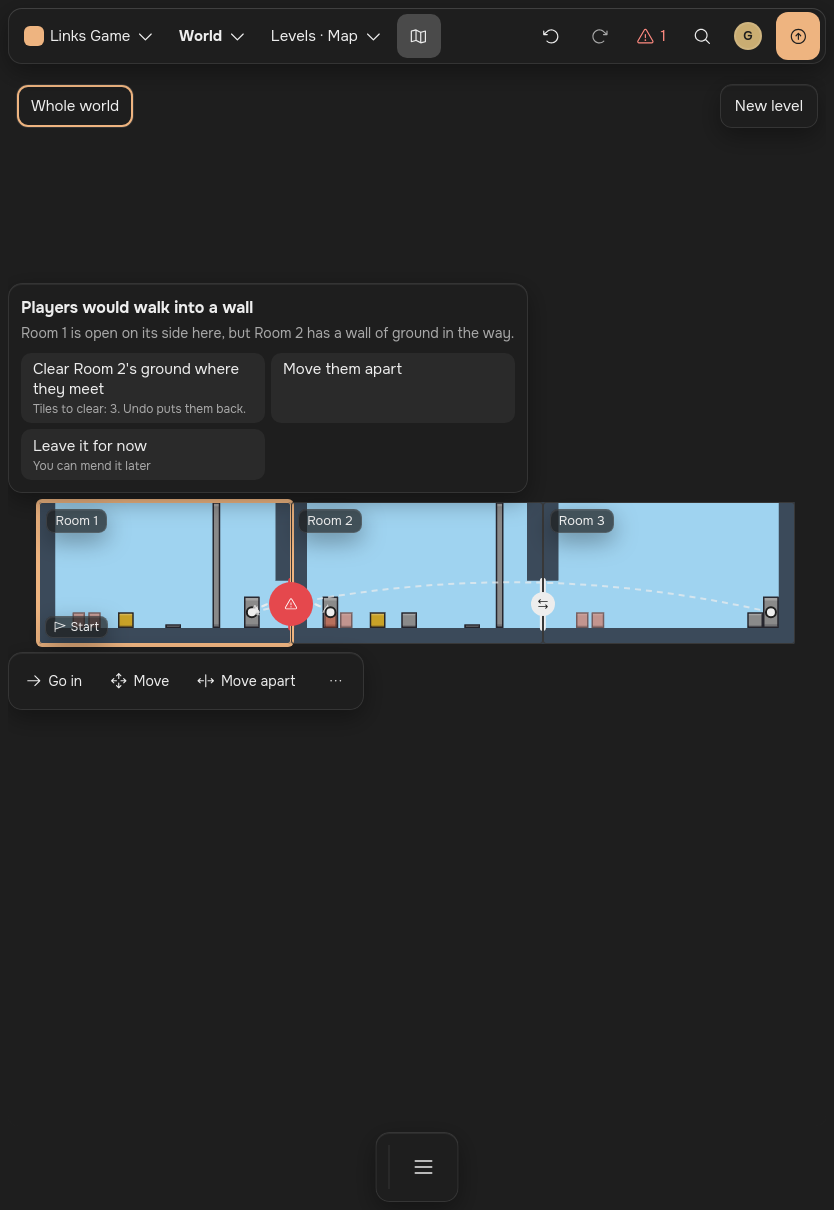 Links Game
World
Levels · Map
1
G
Whole world
New level
Players would walk into a wall
Room 1 is open on its side here, but Room 2 has a wall of ground in the way.
Clear Room 2's ground where
they meet
Tiles to clear: 3. Undo puts them back.
Move them apart
Leave it for now
You can mend it later
Room 1
Room 2
Room 3
Start
Go in
Move
Move apart